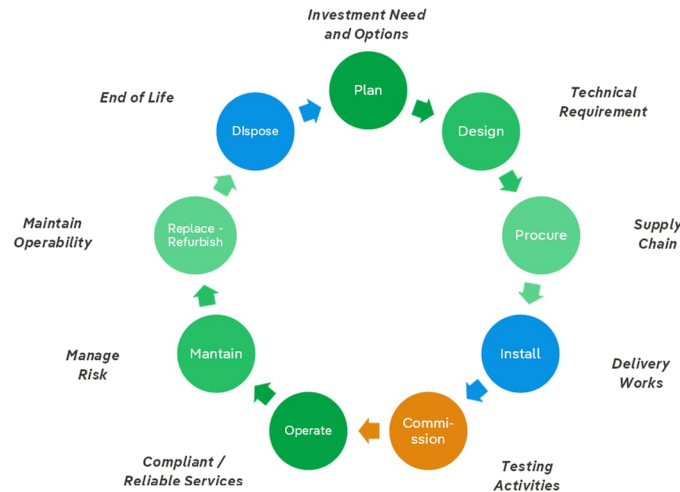 Investment Need
and Options
Plan
Technical
Requirement
Design
Supply
Chain
Procure
Delivery
Works
Install
Testing
Activities
Commi-
ssion
Compliant /
Reliable Services
Operate
Manage
Risk
Mantain
Maintain
Operability
Replace -
Refurbish
End of Life
DIspose